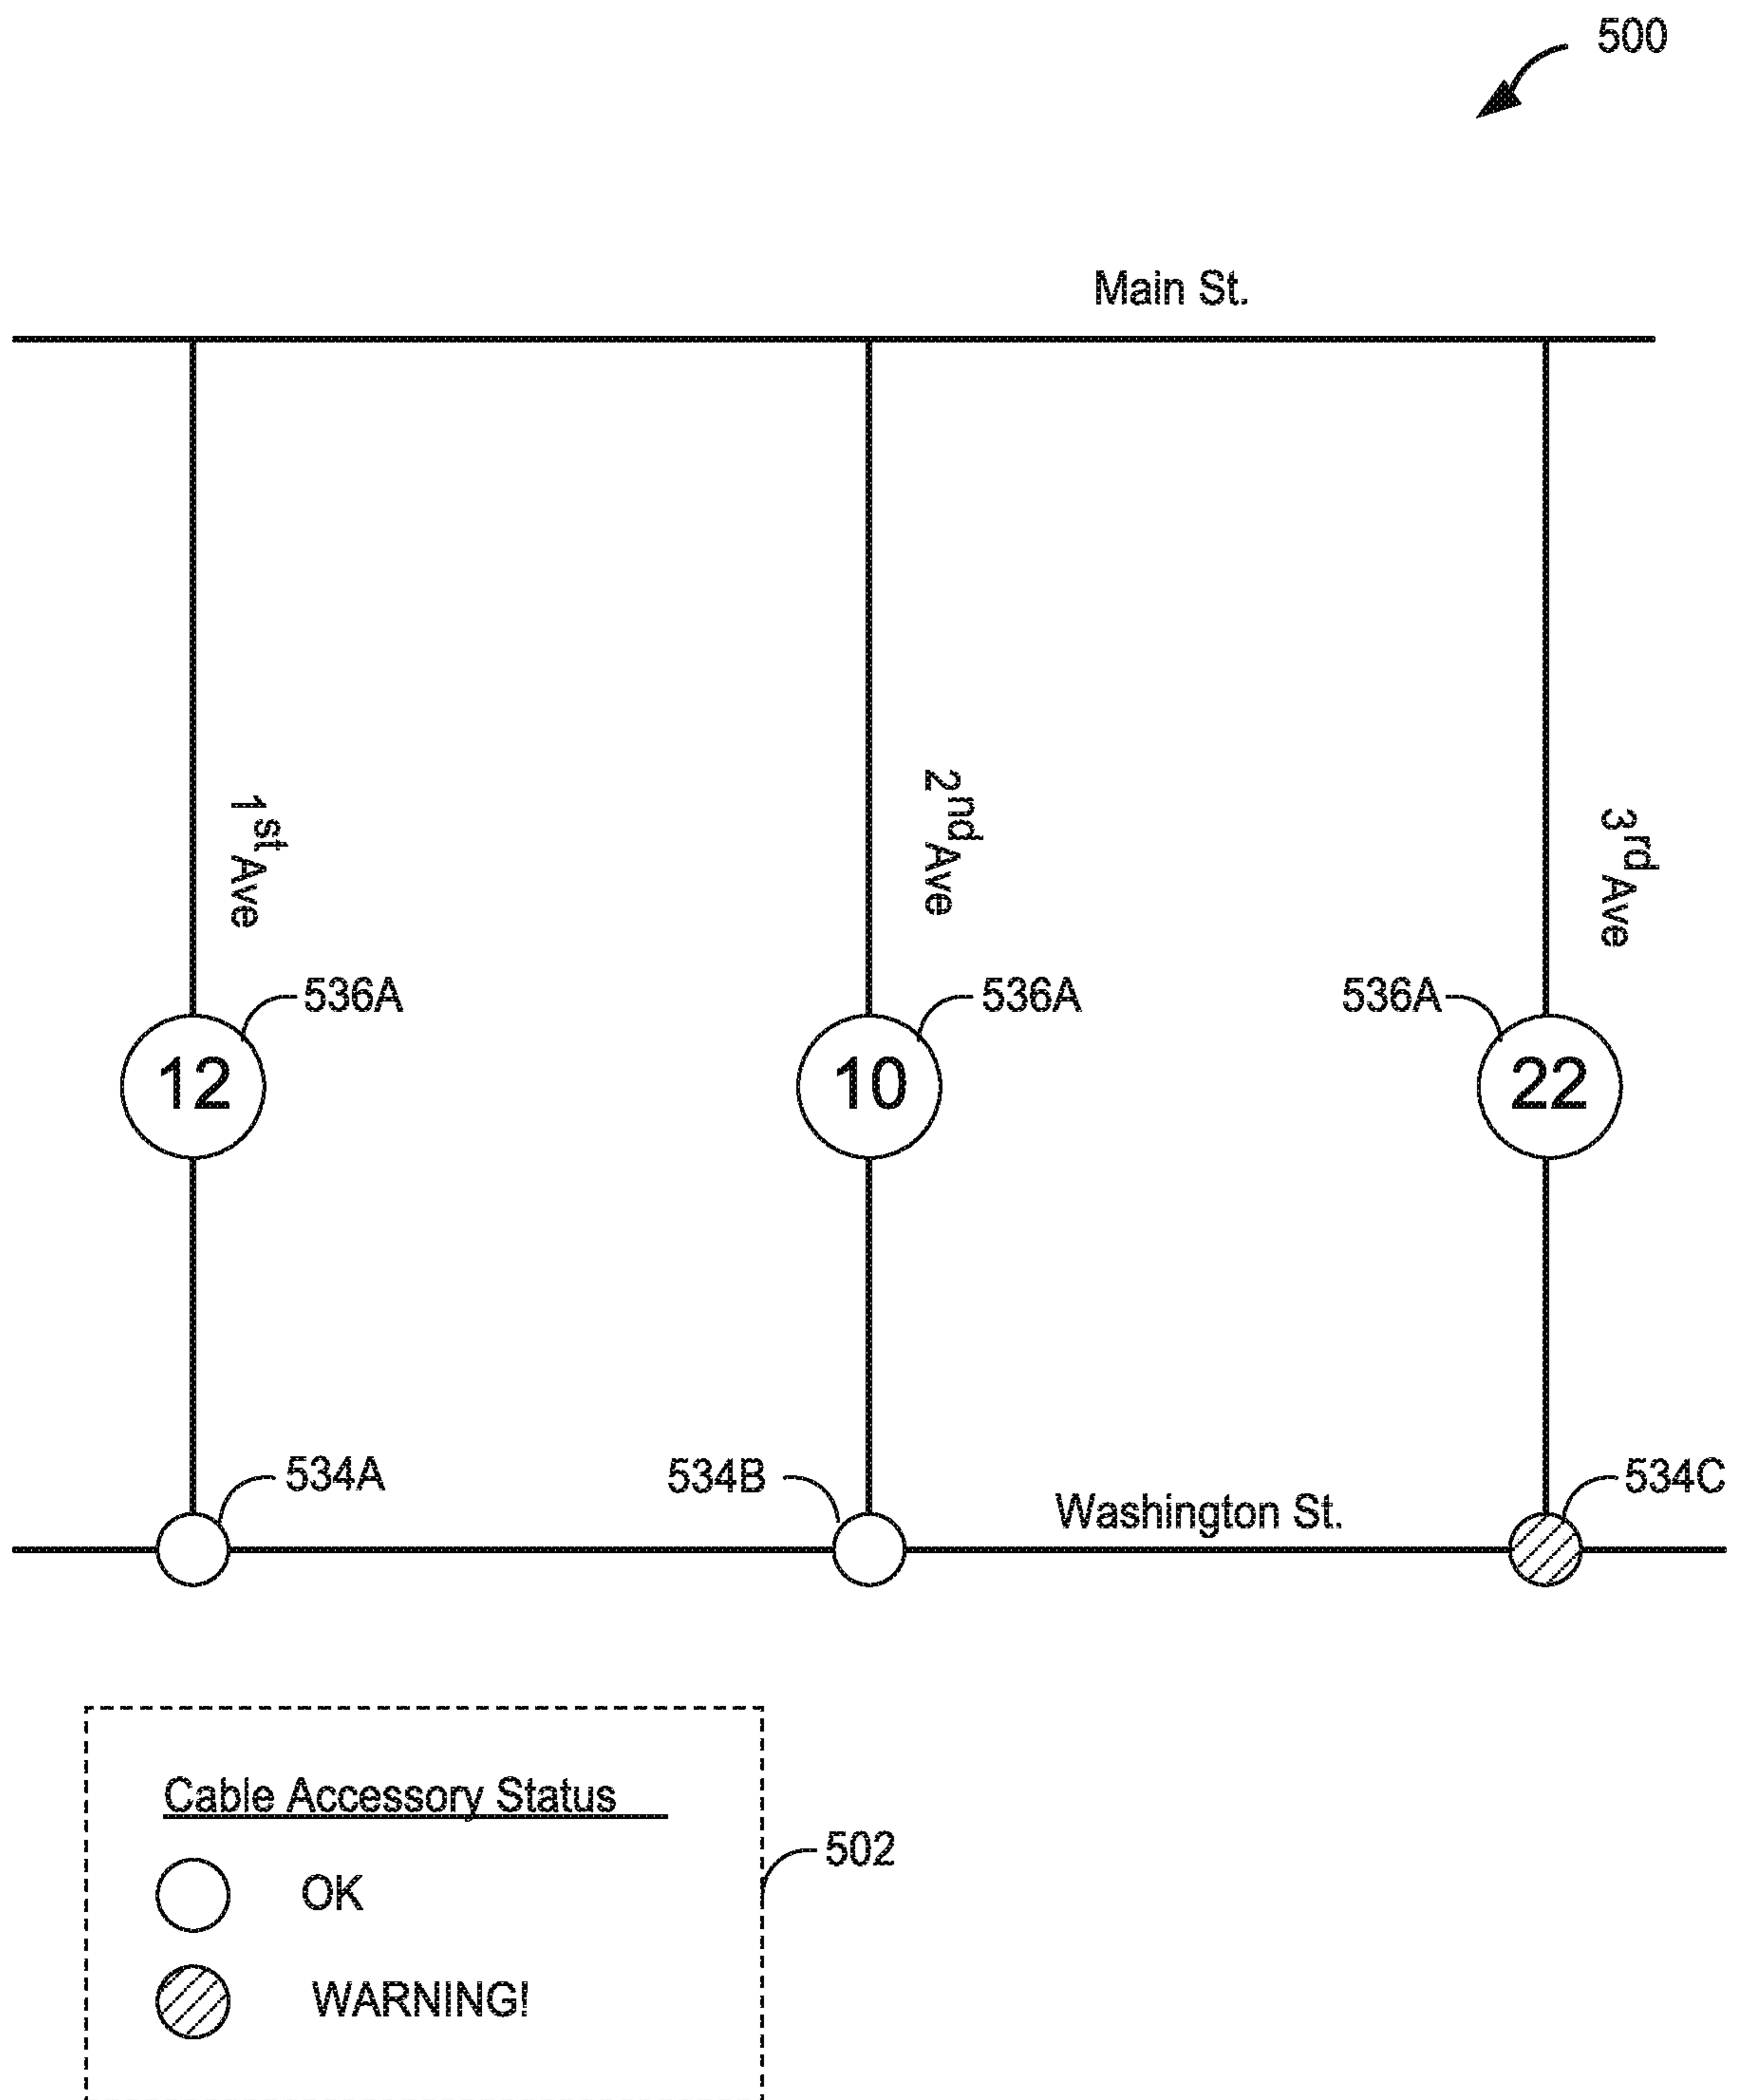 500
Main St.
1st Ave
2nd Ave
3rd Ave
536A
536A
536A
12
10
22
534A
534B
Washington St.
534C
Cable Accessory Status
502
OK
WARNING!